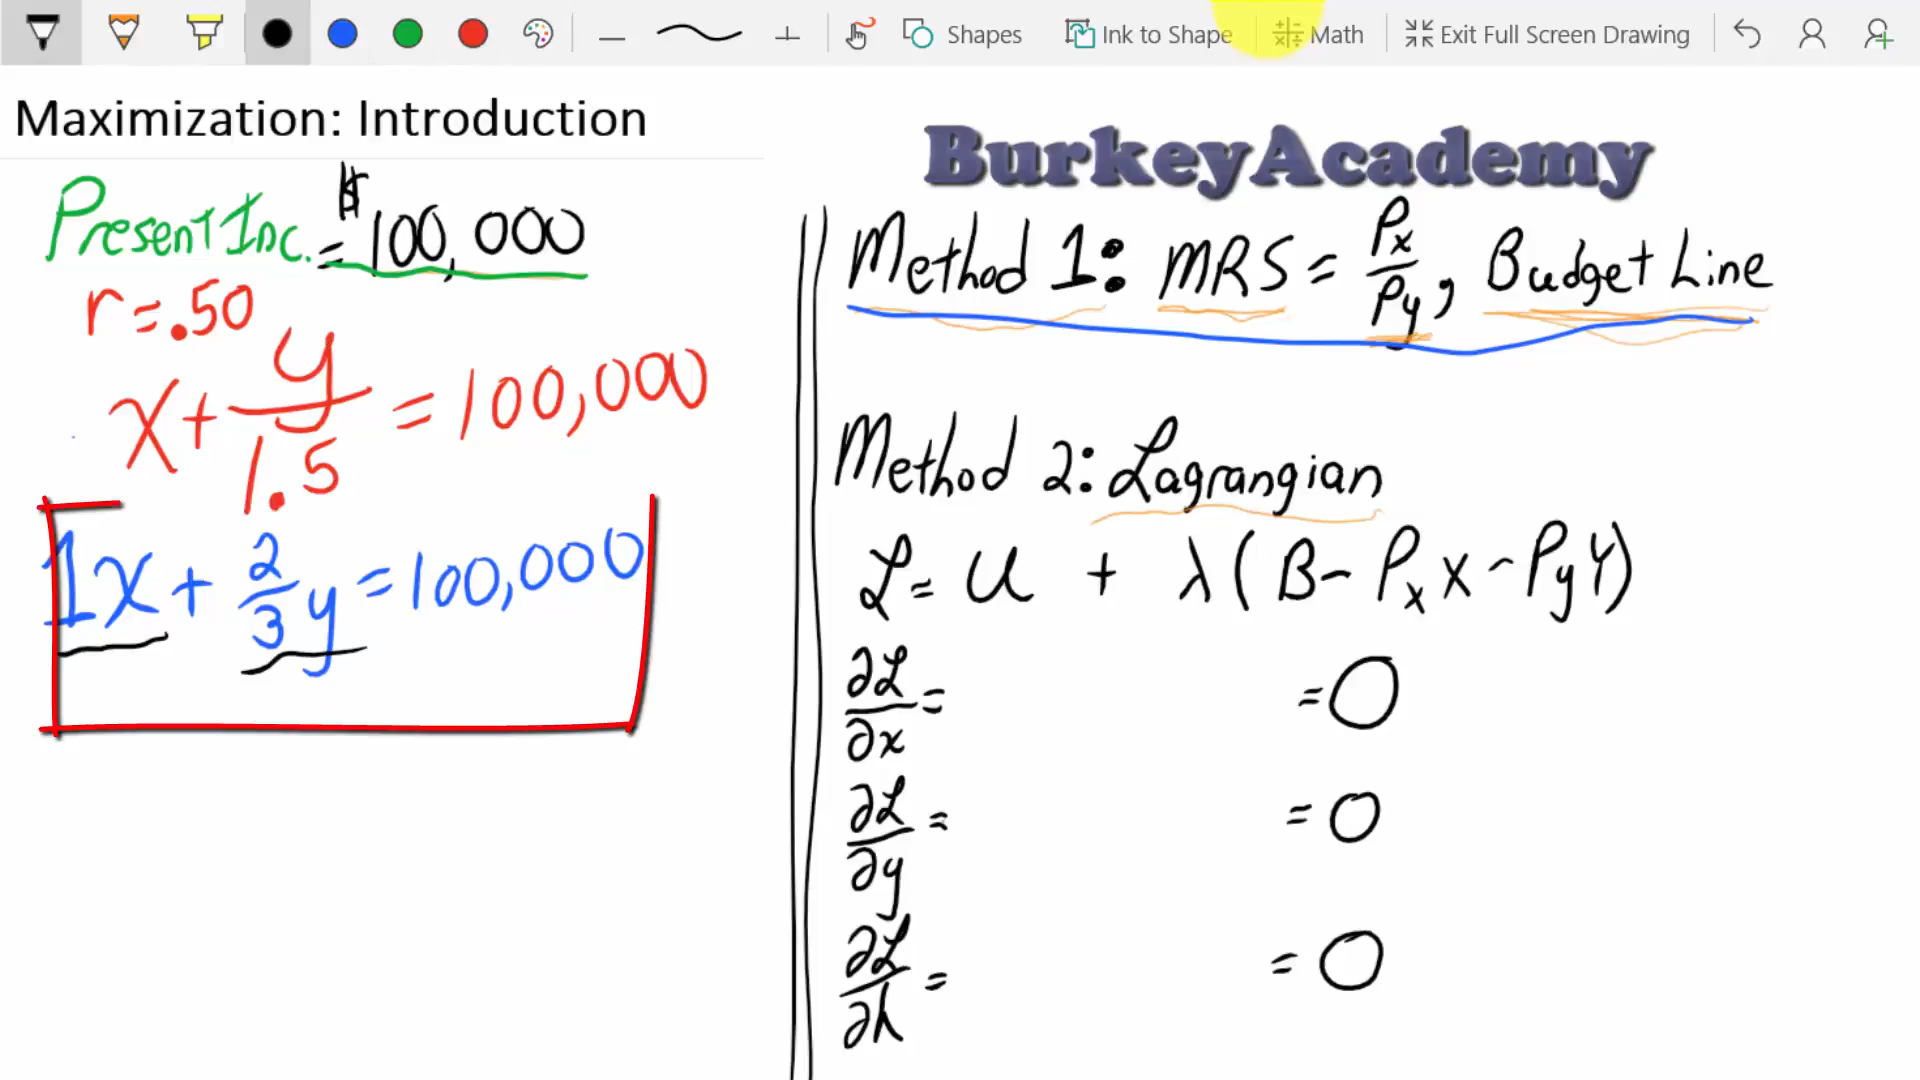 Shapes
Ink to Shape
Math
Exit Full Screen Drawing
Maximization: Introduction
BurkeyAcademy
Present Inc. = $100,000
r = .50
x + y/1.5 = 100,000
1x + 2/3 y = 100,000
Method 1: MRS = Px/Py, Budget Line
Method 2: Lagrangian
ℒ = U + λ(B - PxX - PyY)
∂ℒ/∂x = = 0
∂ℒ/∂y = = 0
∂ℒ/∂λ = = 0